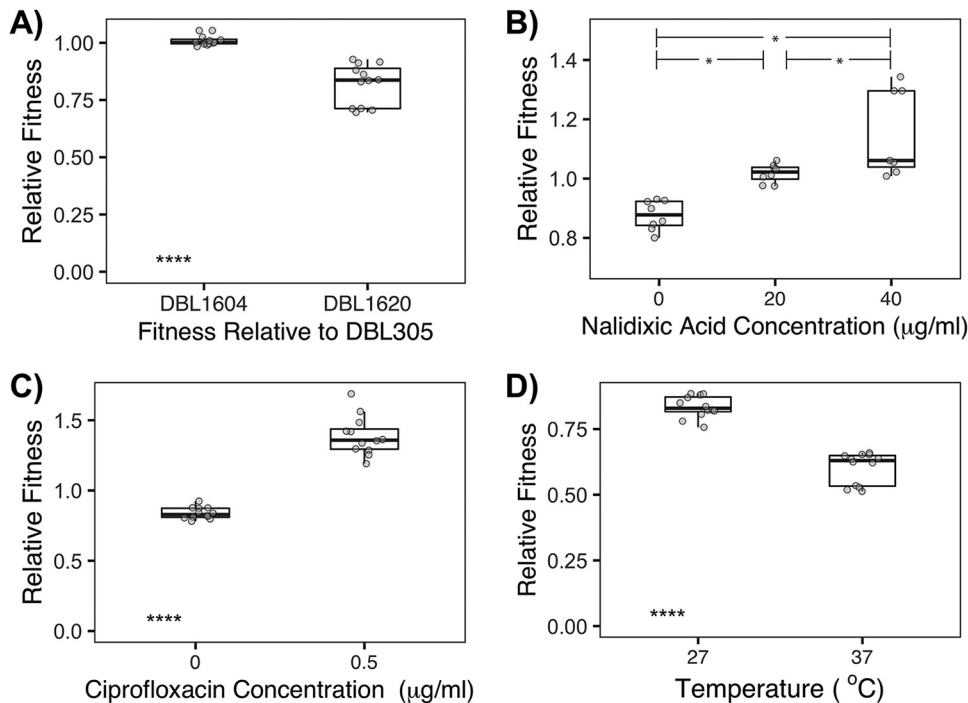 A)
Relative Fitness
1.00
0.75
0.50
0.25
0.00
****
DBL1604 DBL1620
Fitness Relative to DBL305
B)
Relative Fitness
1.4
1.2
1.0
0.8
*
* *
0 20 40
Nalidixic Acid Concentration (μg/ml)
C)
Relative Fitness
1.5
1.0
0.5
0.0
****
0 0.5
Ciprofloxacin Concentration (μg/ml)
D)
Relative Fitness
0.75
0.50
0.25
0.00
****
27 37
Temperature ( °C)